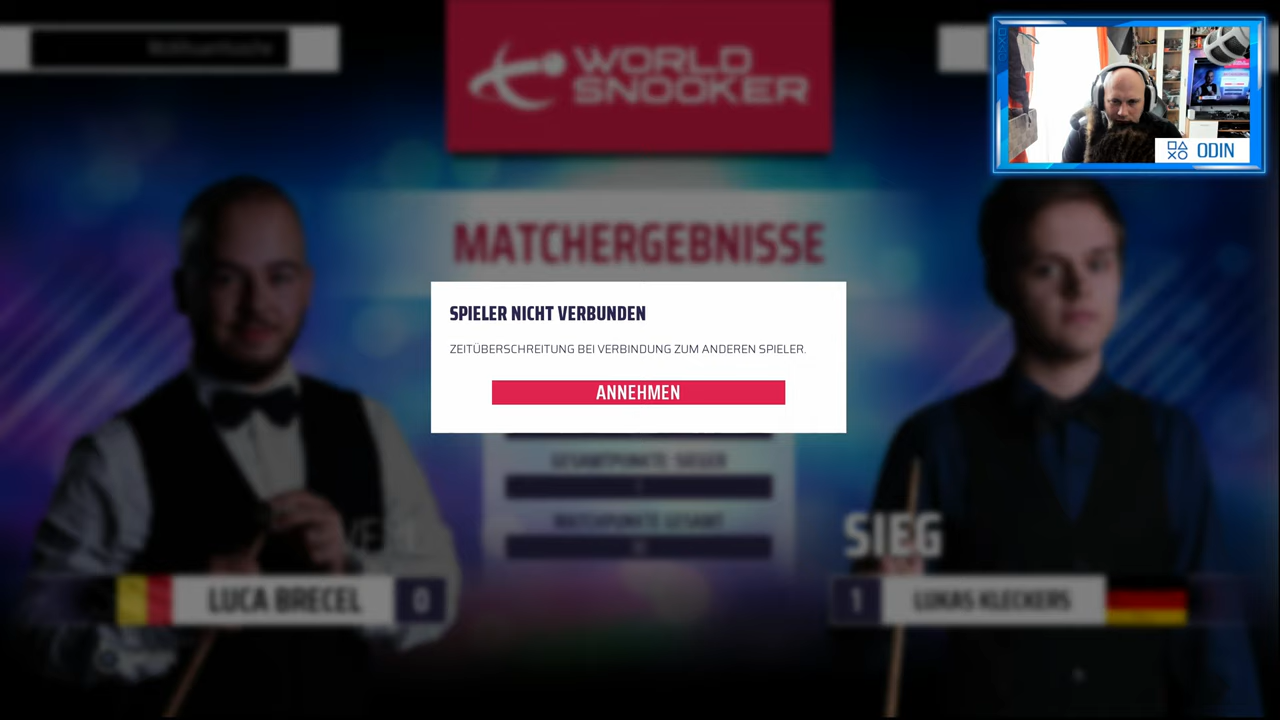 WORLD
SNOOKER
ODIN
MATCHERGEBNISSE
SPIELER NICHT VERBUNDEN
ZEITÜBERSCHREITUNG BEI VERBINDUNG ZUM ANDEREN SPIELER.
ANNEHMEN
GESAMTPUNKTE: SIEGER
MATCHPUNKTE GESAMT
SIEG
LUCA BRECEL 0
1 LUKAS KLECKERS